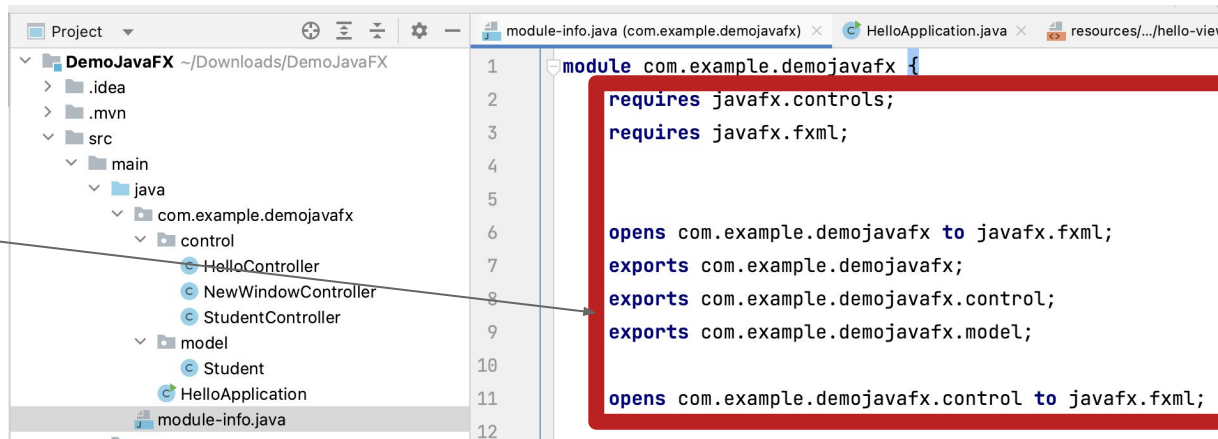 Project
DemoJavaFX ~/Downloads/DemoJavaFX
.idea
.mvn
src
main
java
com.example.demojavafx
control
HelloController
NewWindowController
StudentController
model
Student
HelloApplication
module-info.java
module-info.java (com.example.demojavafx)
HelloApplication.java
resources/.../hello-view
1 module com.example.demojavafx {
2 requires javafx.controls;
3 requires javafx.fxml;
4
5
6 opens com.example.demojavafx to javafx.fxml;
7 exports com.example.demojavafx;
8 exports com.example.demojavafx.control;
9 exports com.example.demojavafx.model;
10
11 opens com.example.demojavafx.control to javafx.fxml;
12